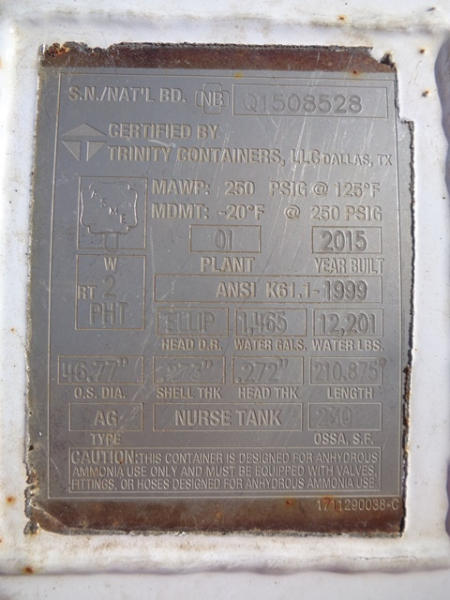 S.N./NAT'L BD. NB Q1508528
CERTIFIED BY
TRINITY CONTAINERS, LLC DALLAS, TX
MAWP: 250 PSIG @ 125°F
MDMT: -20°F @ 250 PSIG
U 01 2015
W PLANT YEAR BUILT
RT 2 ANSI K61.1-1999
PHT ELLIP 1,465 12,201
HEAD D.R. WATER GALS. WATER LBS.
46.77" .272" 210.875"
O.S. DIA. SHELL THK HEAD THK LENGTH
AG NURSE TANK
TYPE OSSA, S.F.
CAUTION: THIS CONTAINER IS DESIGNED FOR ANHYDROUS
AMMONIA USE ONLY AND MUST BE EQUIPPED WITH VALVES,
FITTINGS, OR HOSES DESIGNED FOR ANHYDROUS AMMONIA USE.
1711290038-C